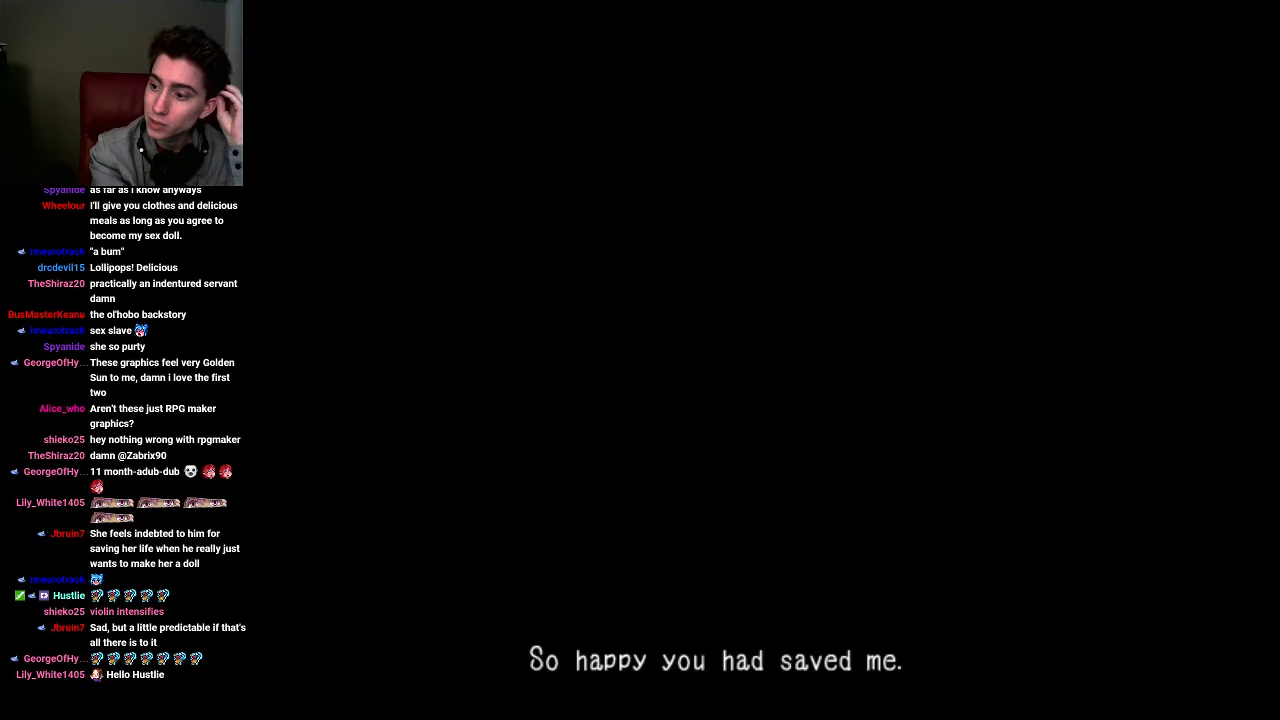 Spyanide as far as I know anyways
Wheelour I'll give you clothes and delicious
meals as long as you agree to
become my sex doll.
imeurotrash "a bum"
drcdevil15 Lollipops! Delicious
TheShiraz20 practically an indentured servant
damn
BusMasterKeanu the ol'hobo backstory
imeurotrash sex slave
Spyanide she so purty
GeorgeOfHy... These graphics feel very Golden
Sun to me, damn i love the first
two
Alice_who Aren't these just RPG maker
graphics?
shieko25 hey nothing wrong with rpgmaker
TheShiraz20 damn @Zabrix90
GeorgeOfHy... 11 month-adub-dub
Lily_White1405
Jbruin7 She feels indebted to him for
saving her life when he really just
wants to make her a doll
imeurotrash
Hustlie
shieko25 violin intensifies
Jbruin7 Sad, but a little predictable if that's
all there is to it
GeorgeOfHy...
Lily_White1405 Hello Hustlie
So happy you had saved me.